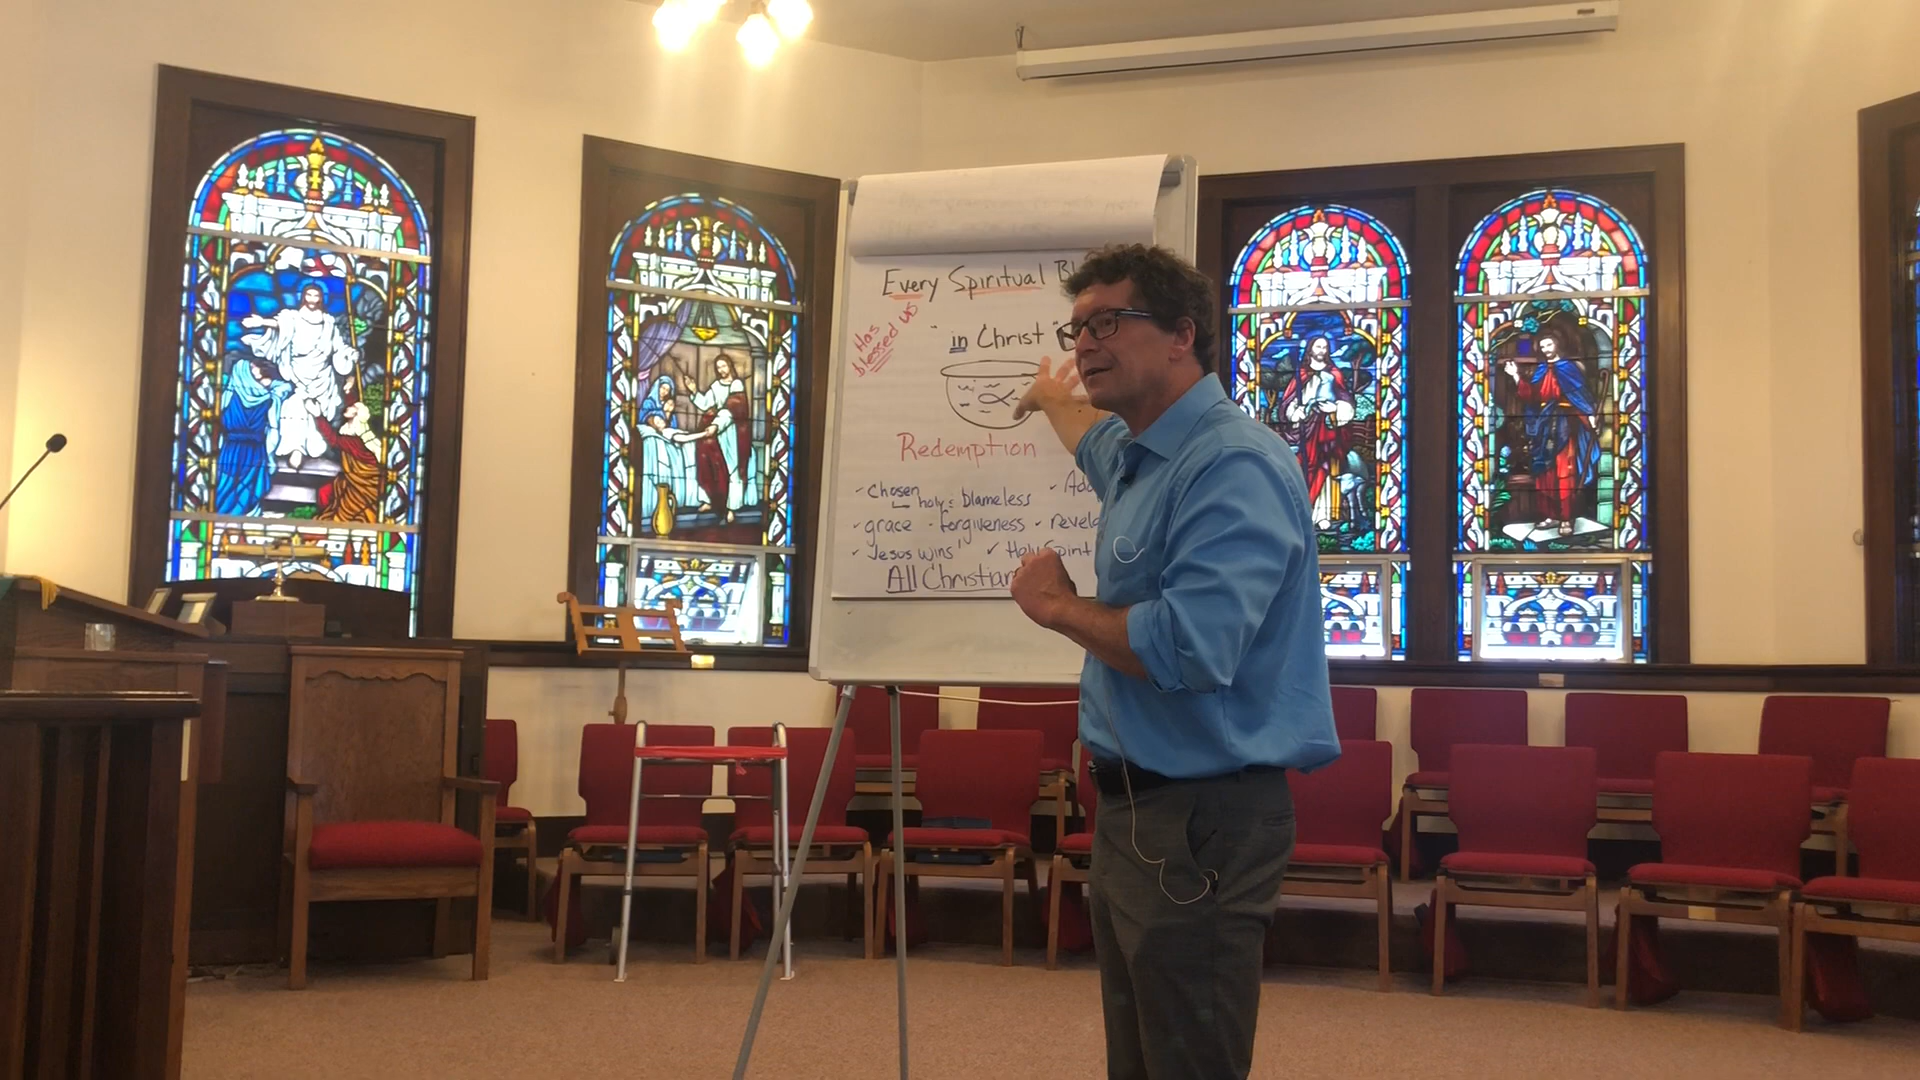 Every Spiritual
Has
blessed us
"in Christ"
Redemption
✓ Chosen
holy & blameless
✓ grace ✓ forgiveness ✓
✓ Jesus wins! ✓ Holy Spirit
All Christian